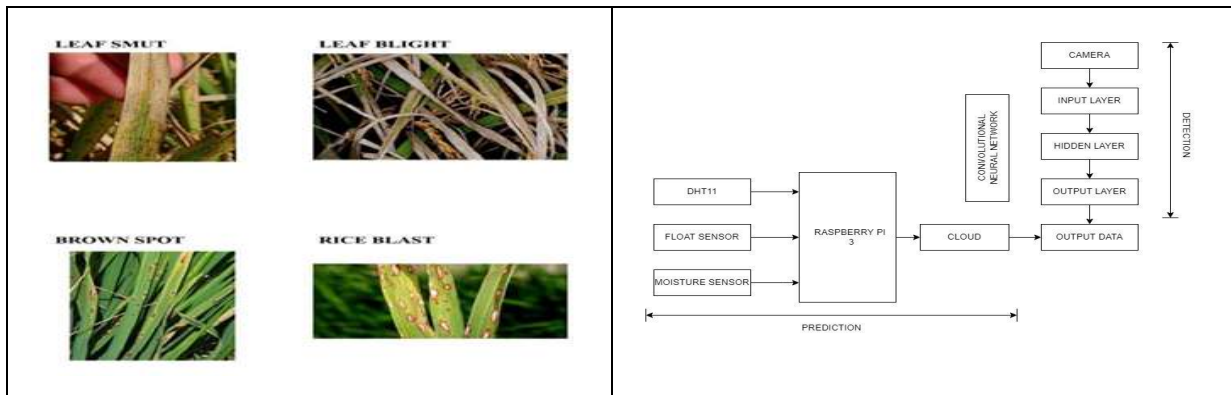 LEAF SMUT
LEAF BLIGHT
BROWN SPOT
RICE BLAST
CAMERA
INPUT LAYER
HIDDEN LAYER
OUTPUT LAYER
OUTPUT DATA
DETECTION
CONVOLUTIONAL
NEURAL NETWORK
DHT11
FLOAT SENSOR
MOISTURE SENSOR
RASPBERRY PI
3
CLOUD
PREDICTION